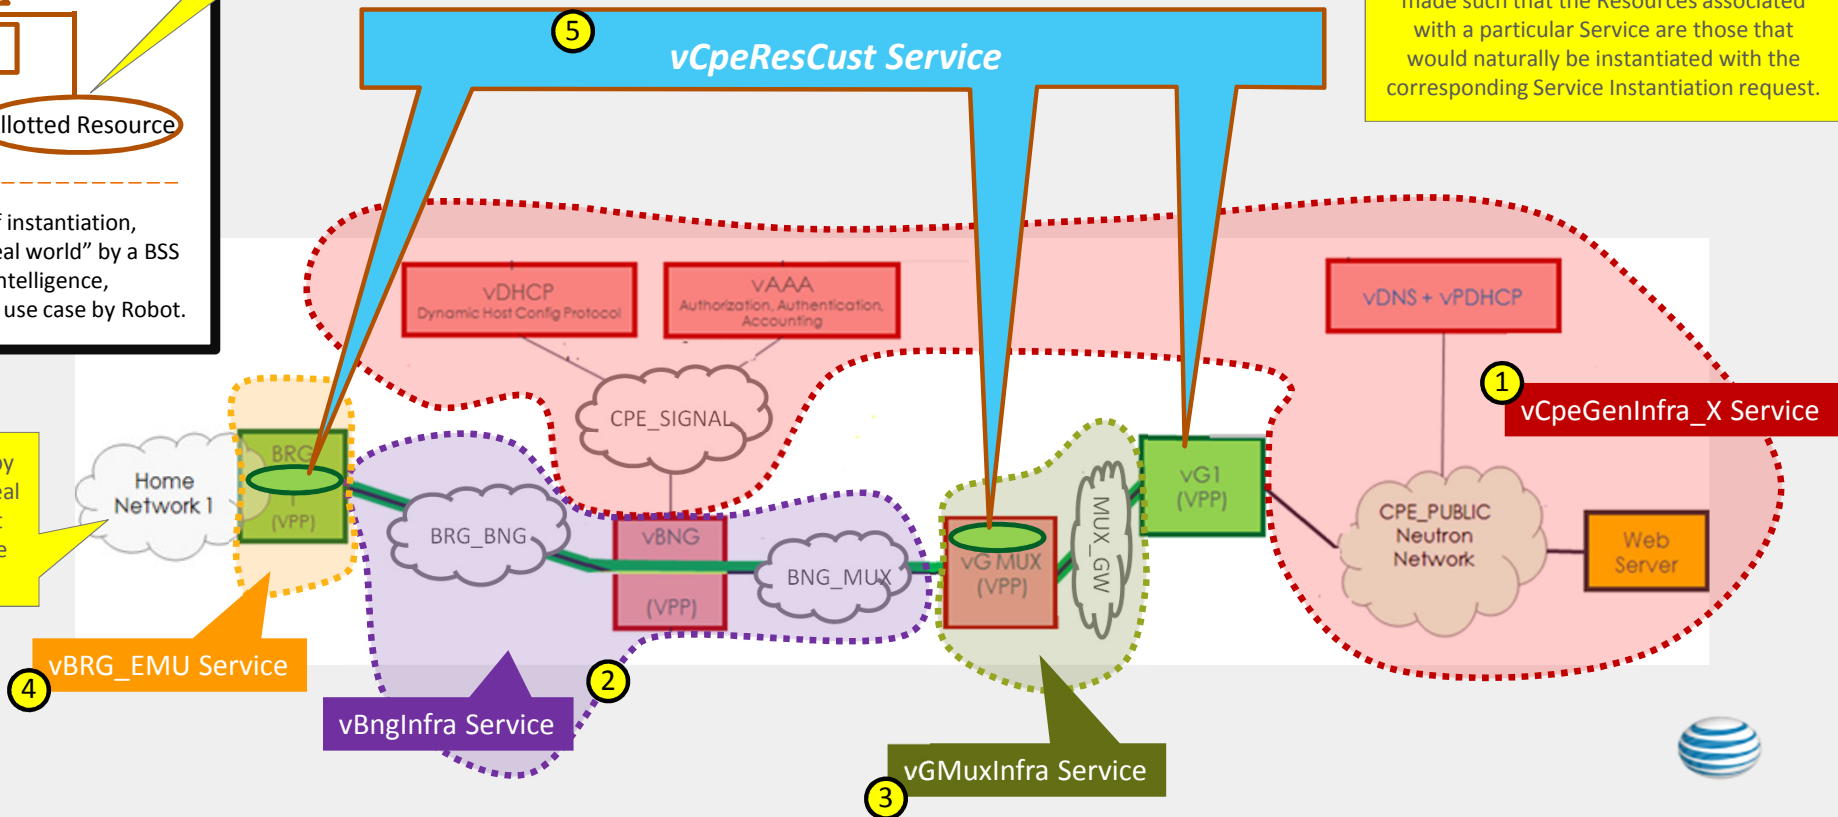 made such that the Resources associated
with a particular Service are those that
would naturally be instantiated with the
corresponding Service Instantiation request.
5
vCpeResCust Service
llotted Resource
f instantiation,
eal world” by a BSS
ntelligence,
use case by Robot.
vDHCP
Dynamic Host Config Protocol
vAAA
Authorization, Authentication,
Accounting
vDNS + vPDHCP
CPE_SIGNAL
1
vCpeGenInfra_X Service
by
eal
t
e
Home
Network 1
BRG
1
(VPP)
BRG_BNG
vBNG
(VPP)
BNG_MUX
vG MUX
(VPP)
MUX_GW
vG1
(VPP)
CPE_PUBLIC
Neutron
Network
Web
Server
4
vBRG_EMU Service
2
vBngInfra Service
3
vGMuxInfra Service